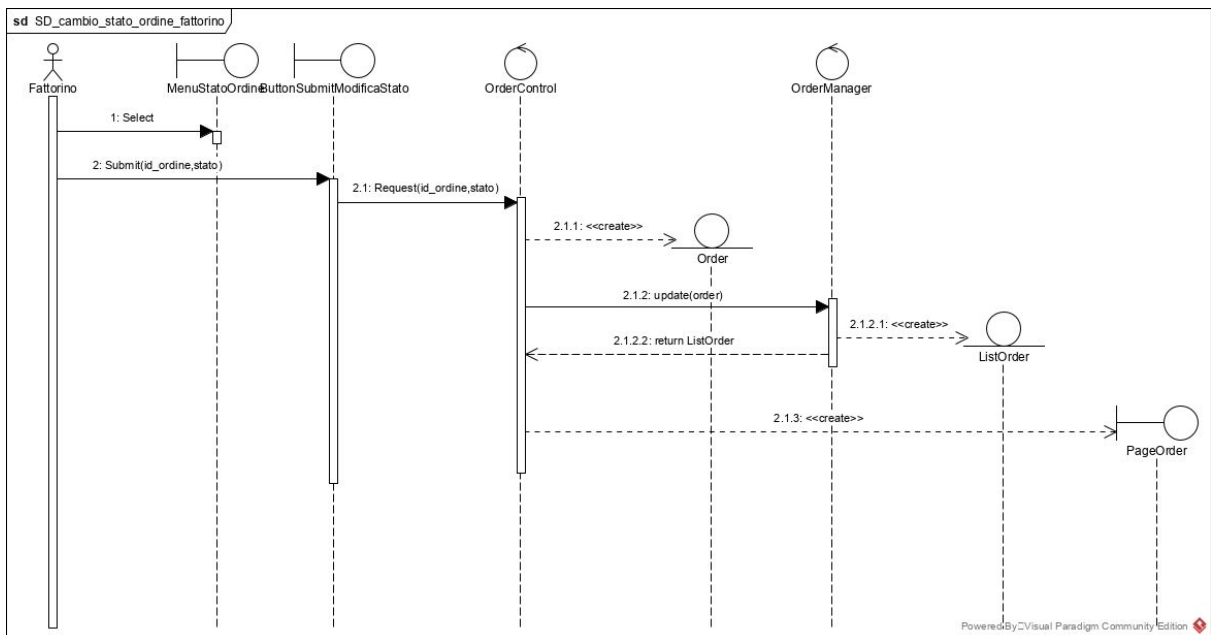 sd SD_cambio_stato_ordine_fattorino
Fattorino
MenuStatoOrdine
ButtonSubmitModificaStato
OrderControl
OrderManager
1: Select
2: Submit(id_ordine,stato)
2.1: Request(id_ordine,stato)
2.1.1: <<create>>
Order
2.1.2: update(order)
2.1.2.1: <<create>>
2.1.2.2: return ListOrder
ListOrder
2.1.3: <<create>>
PageOrder
Powered By Visual Paradigm Community Edition